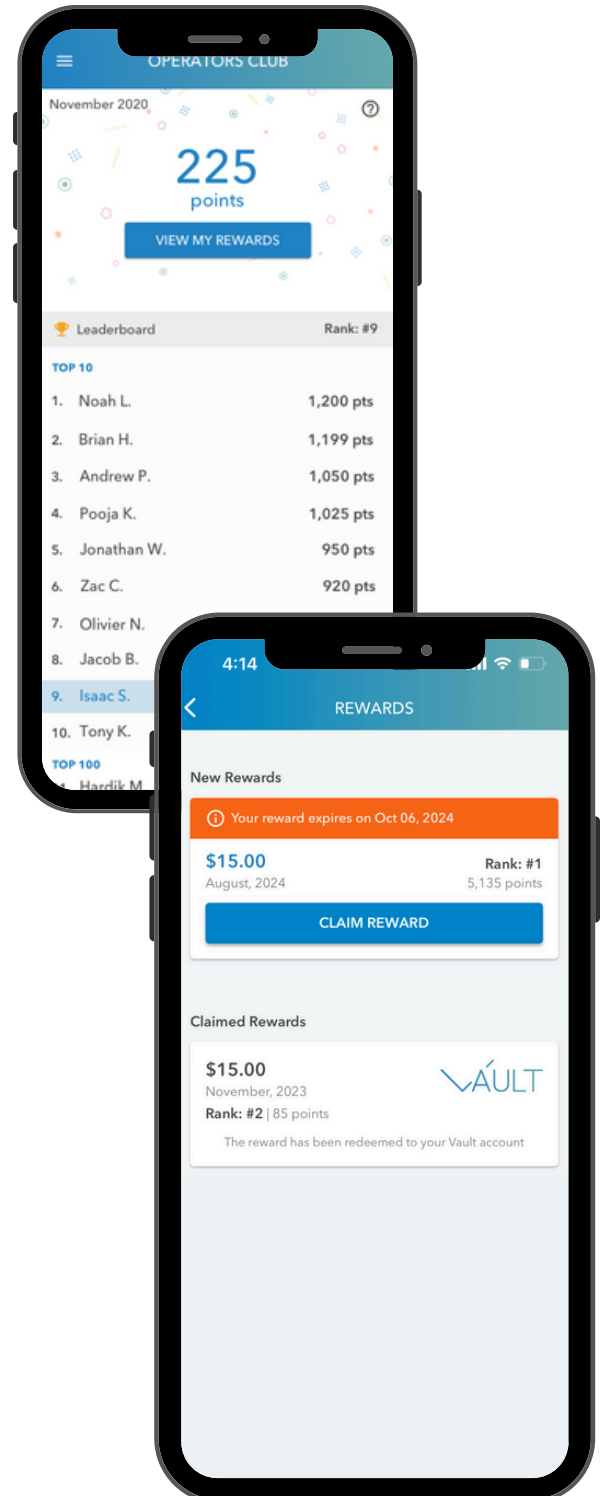 OPERATORS CLUB
November 2020
225
points
VIEW MY REWARDS
Leaderboard Rank: #9
TOP 10
1. Noah L. 1,200 pts
2. Brian H. 1,199 pts
3. Andrew P. 1,050 pts
4. Pooja K. 1,025 pts
5. Jonathan W. 950 pts
6. Zac C. 920 pts
7. Olivier N.
8. Jacob B.
9. Isaac S.
10. Tony K.
TOP 100
Hardik M
4:14
REWARDS
New Rewards
Your reward expires on Oct 06, 2024
$15.00 Rank: #1
August, 2024 5,135 points
CLAIM REWARD
Claimed Rewards
$15.00 VÁULT
November, 2023
Rank: #2 | 85 points
The reward has been redeemed to your Vault account